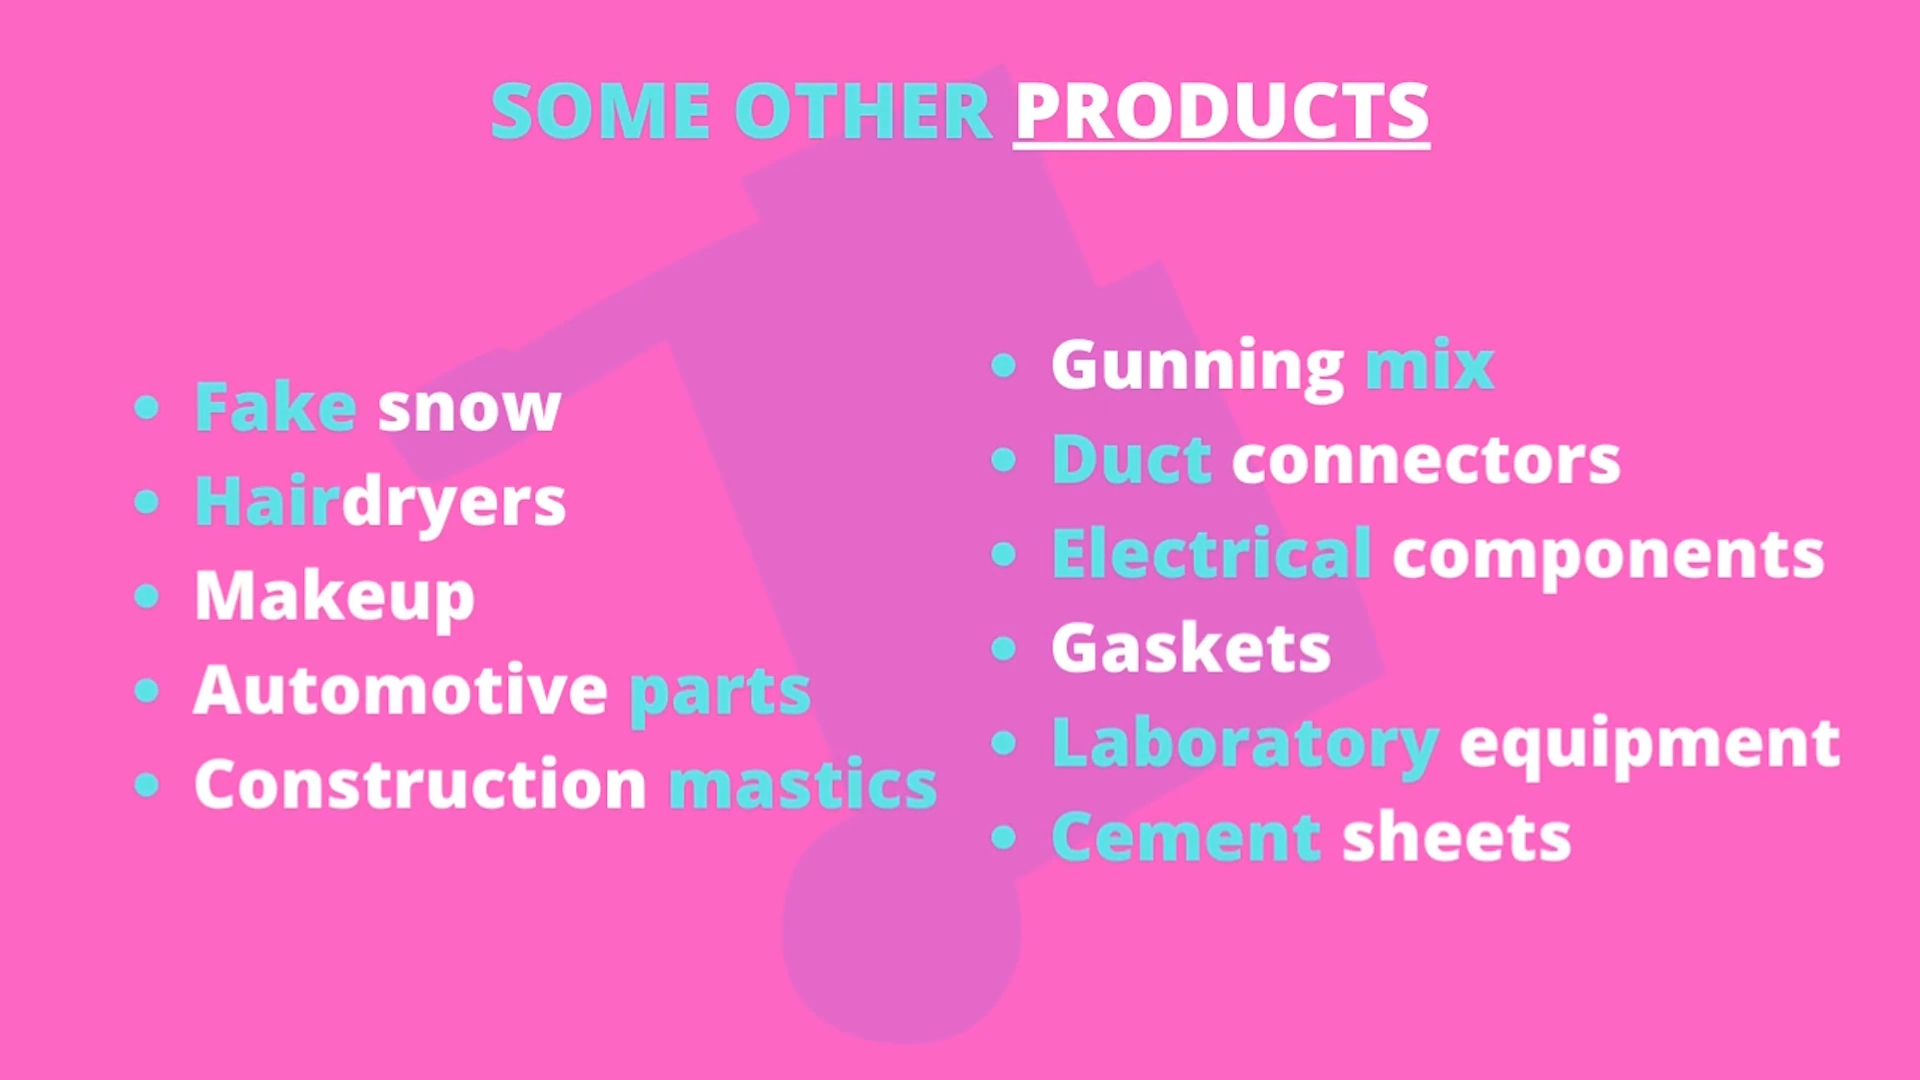 SOME OTHER PRODUCTS
Fake snow
Hairdryers
Makeup
Automotive parts
Construction mastics
Gunning mix
Duct connectors
Electrical components
Gaskets
Laboratory equipment
Cement sheets